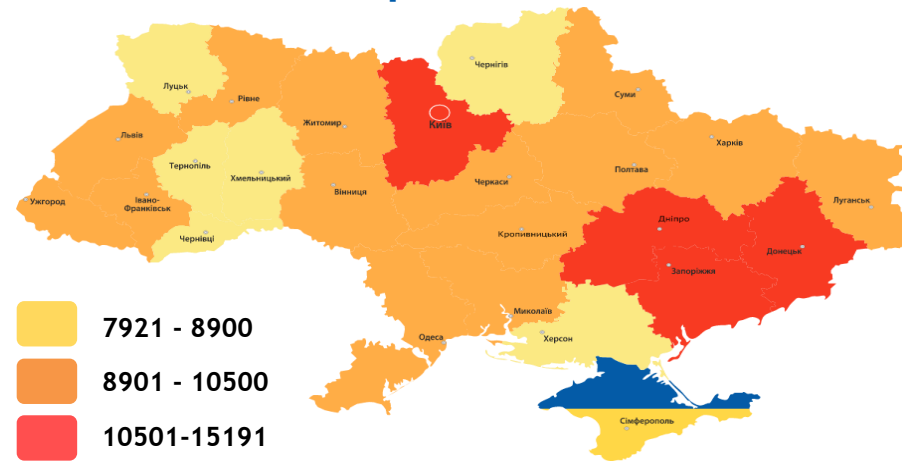 Чернігів
Луцьк
Рівне
Суми
Житомир
Київ
Львів
Харків
Тернопіль
Хмельницький
Полтава
Черкаси
Вінниця
Ужгород
Івано-
Франківськ
Луганськ
Чернівці
Дніпро
Кропивницький
Донецьк
Запоріжжя
Миколаїв
Одеса
Херсон
Сімферополь
7921 - 8900
8901 - 10500
10501-15191